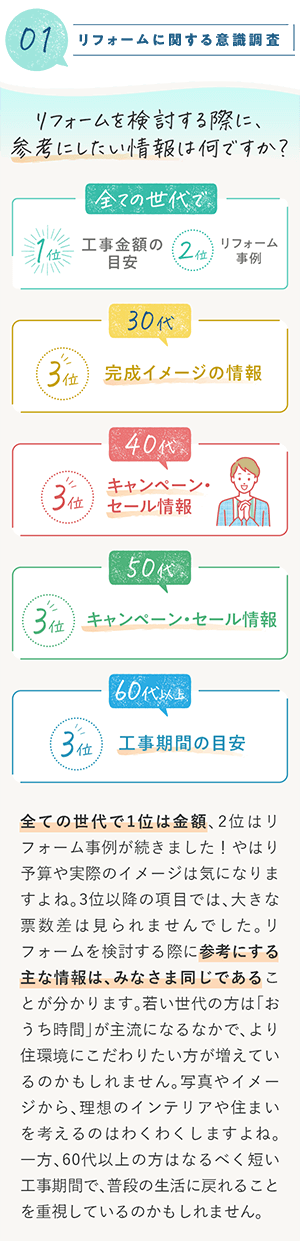 01
リフォームに関する意識調査
リフォームを検討する際に、
参考にしたい情報は何ですか？
全ての世代で
1位
工事金額の
目安
2位
リフォーム
事例
30代
3位
完成イメージの情報
40代
3位
キャンペーン・
セール情報
50代
3位
キャンペーン・セール情報
60代以上
3位
工事期間の目安
全ての世代で1位は金額、2位はリ
フォーム事例が続きました！やはり
予算や実際のイメージは気になりま
すよね。3位以降の項目では、大きな
票数差は見られませんでした。リ
フォームを検討する際に参考にする
主な情報は、みなさま同じであるこ
とが分かります。若い世代の方は「お
うち時間」が主流になるなかで、より
住環境にこだわりたい方が増えてい
るのかもしれません。写真やイメー
ジから、理想のインテリアや住まい
を考えるのはわくわくしますよね。
一方、60代以上の方はなるべく短い
工事期間で、普段の生活に戻れること
を重視しているのかもしれません。